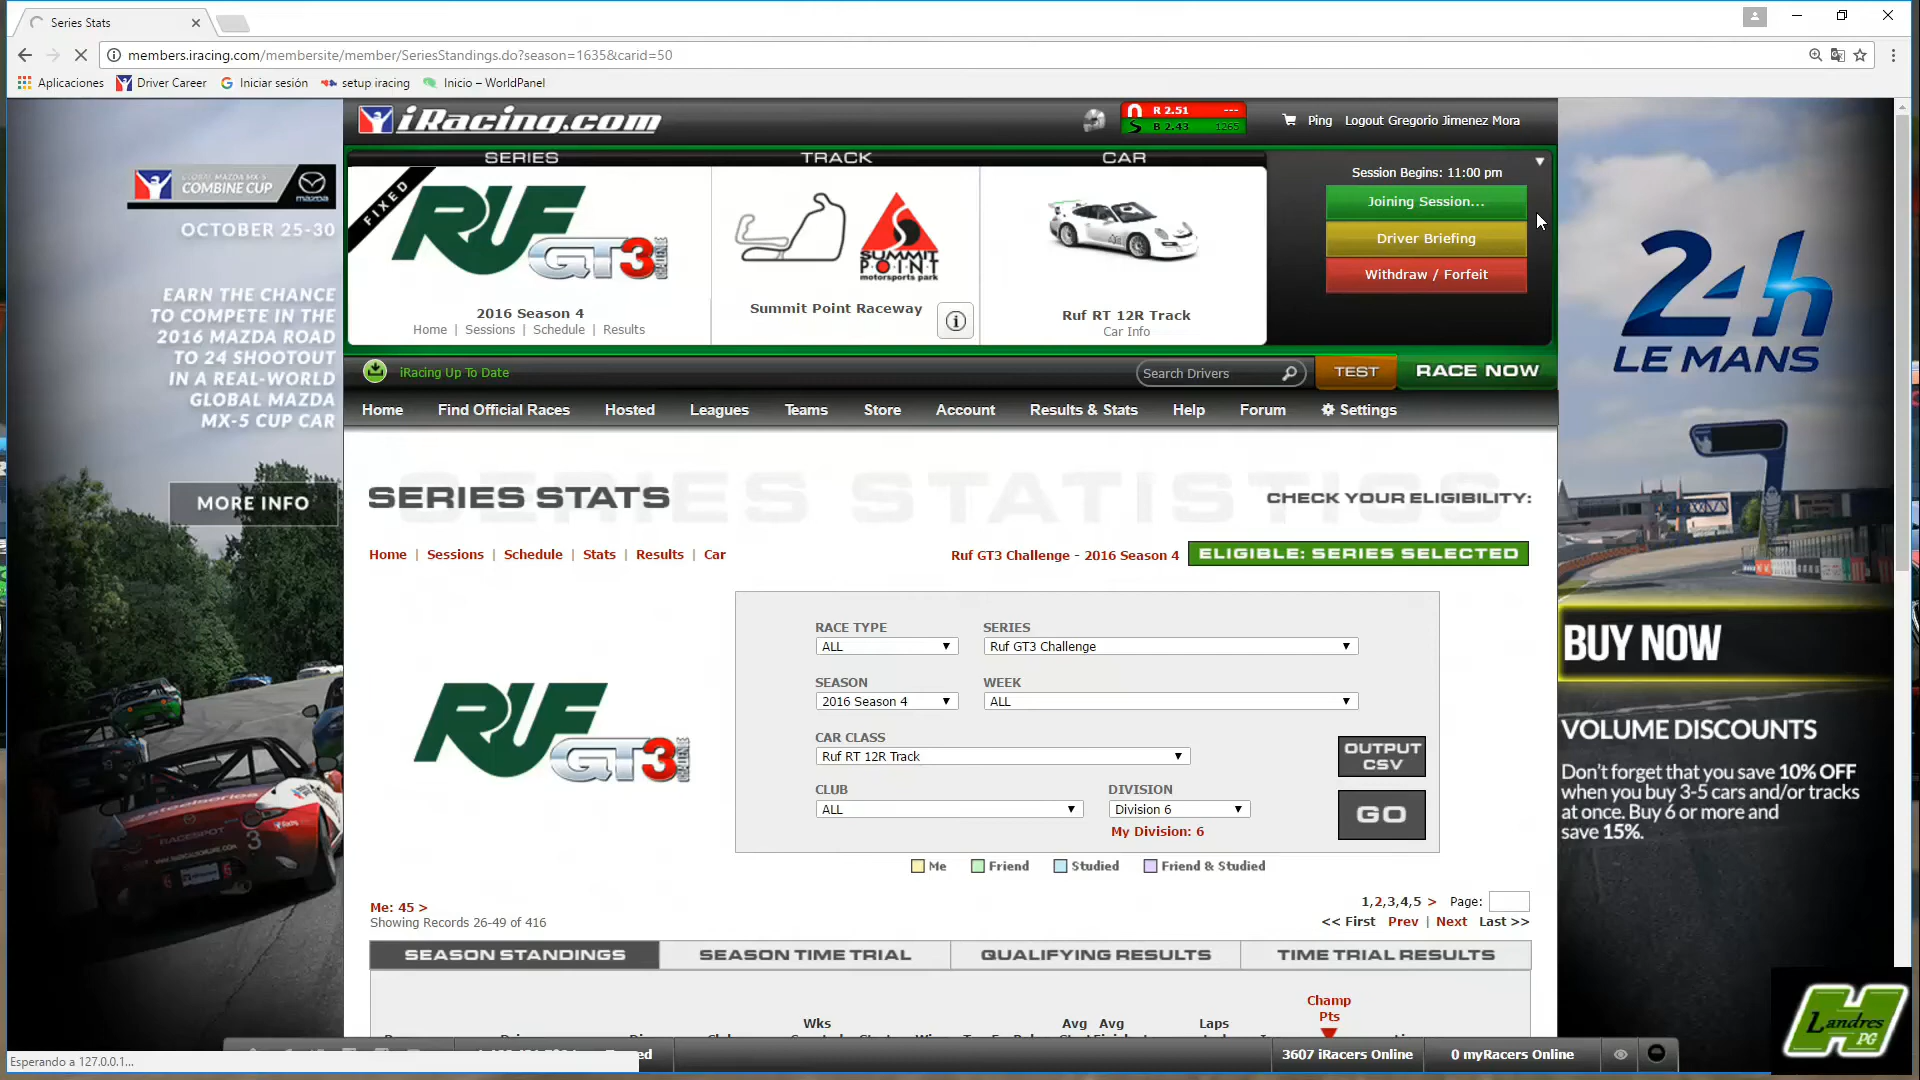 Series Stats
members.iracing.com/membersite/member/SeriesStandings.do?season=1635&carid=50
Aplicaciones Driver Career Iniciar sesión setup iracing Inicio – WorldPanel
iRacing.com
R 2.51 ---
B 2.43 1265
Ping Logout Gregorio Jimenez Mora
SERIES TRACK CAR
FIXED
RUF GT3
SUMMIT POINT motorsports park
2016 Season 4
Home | Sessions | Schedule | Results
Summit Point Raceway
Ruf RT 12R Track
Car Info
Session Begins: 11:00 pm
Joining Session...
Driver Briefing
Withdraw / Forfeit
iRacing Up To Date
Search Drivers
TEST RACE NOW
Home Find Official Races Hosted Leagues Teams Store Account Results & Stats Help Forum Settings
GLOBAL MAZDA MX-5
COMBINE CUP
mazda
OCTOBER 25-30
EARN THE CHANCE
TO COMPETE IN THE
2016 MAZDA ROAD
TO 24 SHOOTOUT
IN A REAL-WORLD
GLOBAL MAZDA
MX-5 CUP CAR
MORE INFO
SERIES STATISTICS
SERIES STATS
CHECK YOUR ELIGIBILITY:
Home | Sessions | Schedule | Stats | Results | Car
Ruf GT3 Challenge - 2016 Season 4 ELIGIBLE: SERIES SELECTED
RUF GT3
RACE TYPE SERIES
ALL Ruf GT3 Challenge
SEASON WEEK
2016 Season 4 ALL
CAR CLASS
Ruf RT 12R Track
OUTPUT CSV
CLUB DIVISION
ALL Division 6
My Division: 6
GO
Me Friend Studied Friend & Studied
Me: 45 >
Showing Records 26-49 of 416
1,2,3,4,5 > Page:
<< First Prev | Next Last >>
SEASON STANDINGS SEASON TIME TRIAL QUALIFYING RESULTS TIME TRIAL RESULTS
Champ
Pts
Wks
Avg Avg
Laps
24h
LE MANS
BUY NOW
VOLUME DISCOUNTS
Don't forget that you save 10% OFF
when you buy 3-5 cars and/or tracks
at once. Buy 6 or more and
save 15%.
Esperando a 127.0.0.1...
3607 iRacers Online 0 myRacers Online
H Landres PG